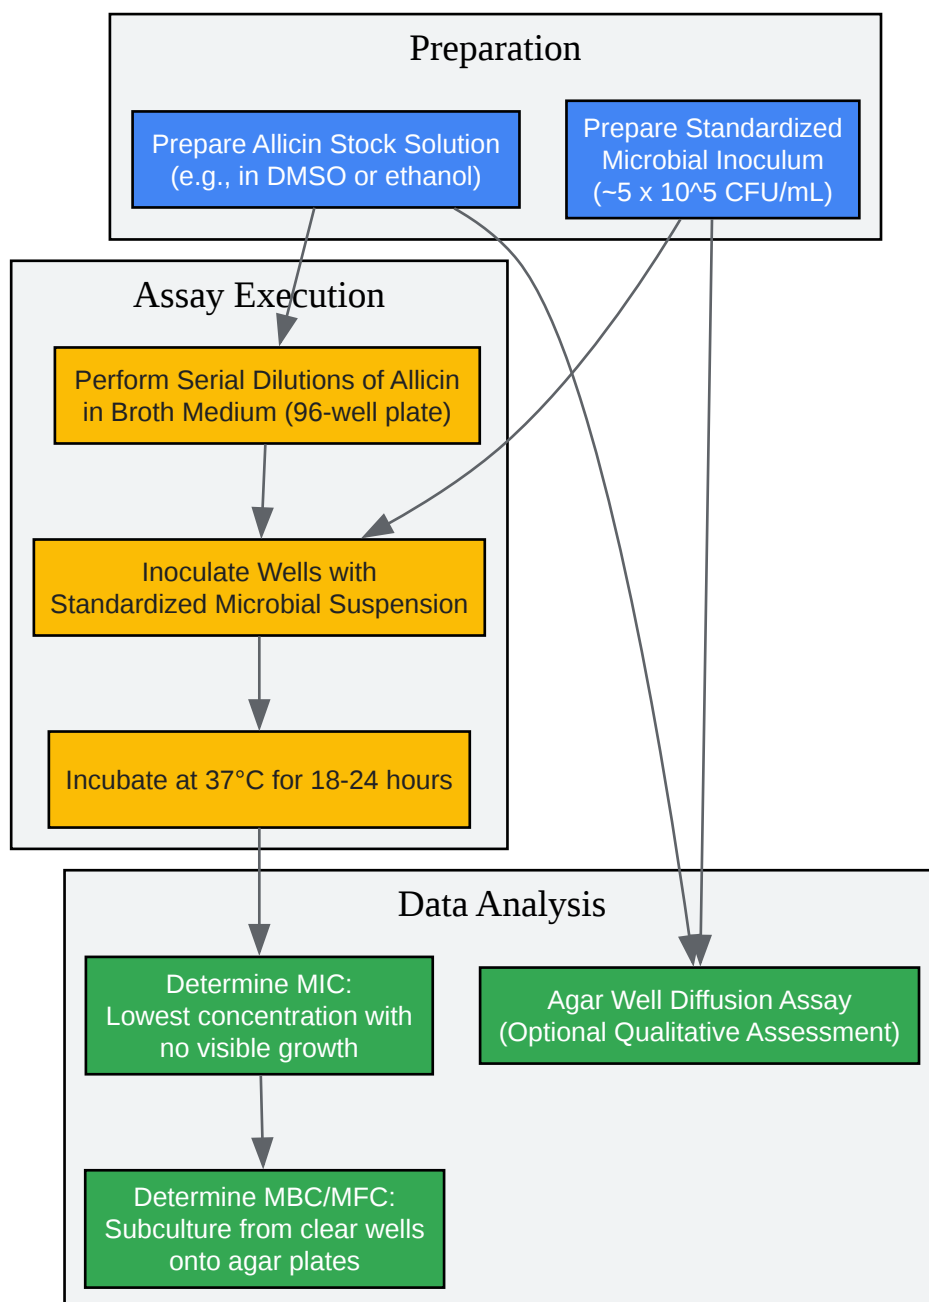 Preparation
Prepare Allicin Stock Solution
(e.g., in DMSO or ethanol)
Prepare Standardized
Microbial Inoculum
(~5 x 10^5 CFU/mL)
Assay Execution
Perform Serial Dilutions of Allicin
in Broth Medium (96-well plate)
Inoculate Wells with
Standardized Microbial Suspension
Incubate at 37°C for 18-24 hours
Data Analysis
Determine MIC:
Lowest concentration with
no visible growth
Agar Well Diffusion Assay
(Optional Qualitative Assessment)
Determine MBC/MFC:
Subculture from clear wells
onto agar plates